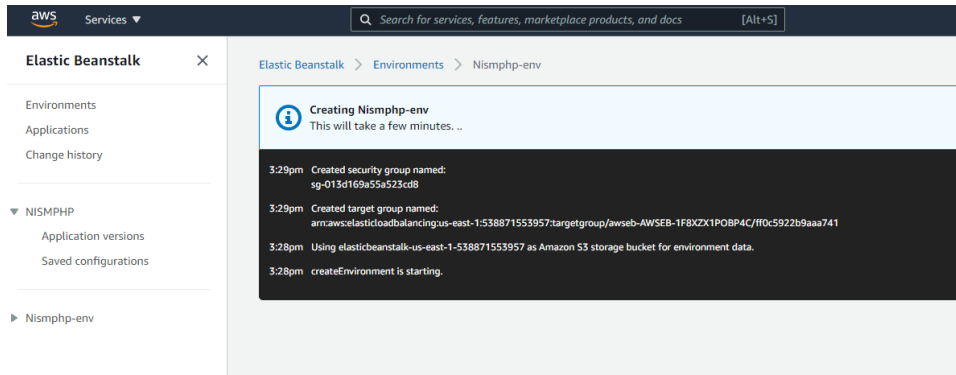 aws
Services ▼
Search for services, features, marketplace products, and docs
[Alt+S]
Elastic Beanstalk
Environments
Applications
Change history
NISMPHP
Application versions
Saved configurations
Nismphp-env
Elastic Beanstalk > Environments > Nismphp-env
Creating Nismphp-env
This will take a few minutes. ..
3:29pm Created security group named:
sg-013d169a55a523cd8
3:29pm Created target group named:
arn:aws:elasticloadbalancing:us-east-1:538871553957:targetgroup/awseb-AWSEB-1F8XZX1POBP4C/ff0c5922b9aaa741
3:28pm Using elasticbeanstalk-us-east-1-538871553957 as Amazon S3 storage bucket for environment data.
3:28pm createEnvironment is starting.